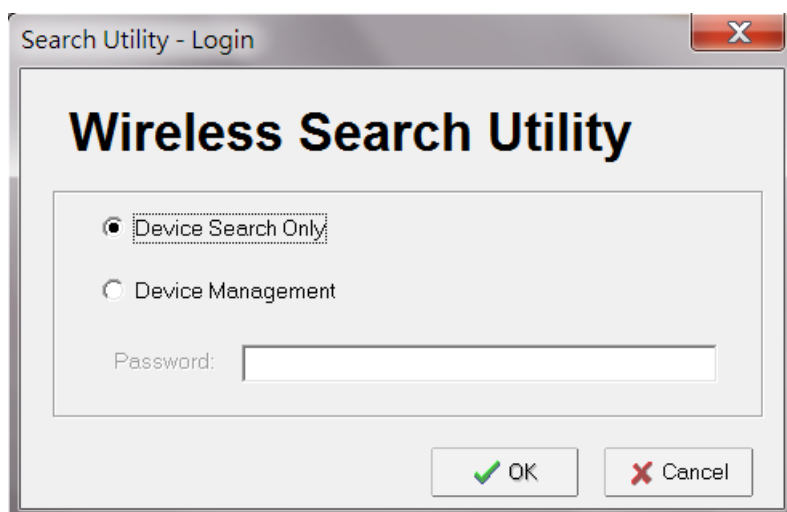 Search Utility - Login
Wireless Search Utility
Device Search Only
Device Management
Password:
OK
Cancel